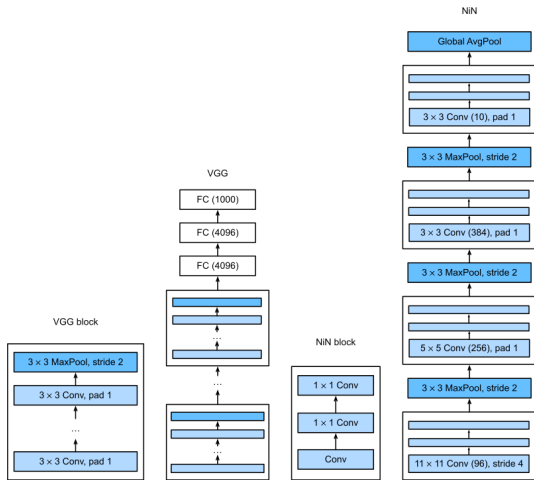 VGG block
3 × 3 MaxPool, stride 2
3 × 3 Conv, pad 1
...
3 × 3 Conv, pad 1
VGG
FC (1000)
FC (4096)
FC (4096)
...
...
...
NiN block
1 × 1 Conv
1 × 1 Conv
Conv
NiN
Global AvgPool
3 × 3 Conv (10), pad 1
3 × 3 MaxPool, stride 2
3 × 3 Conv (384), pad 1
3 × 3 MaxPool, stride 2
5 × 5 Conv (256), pad 1
3 × 3 MaxPool, stride 2
11 × 11 Conv (96), stride 4